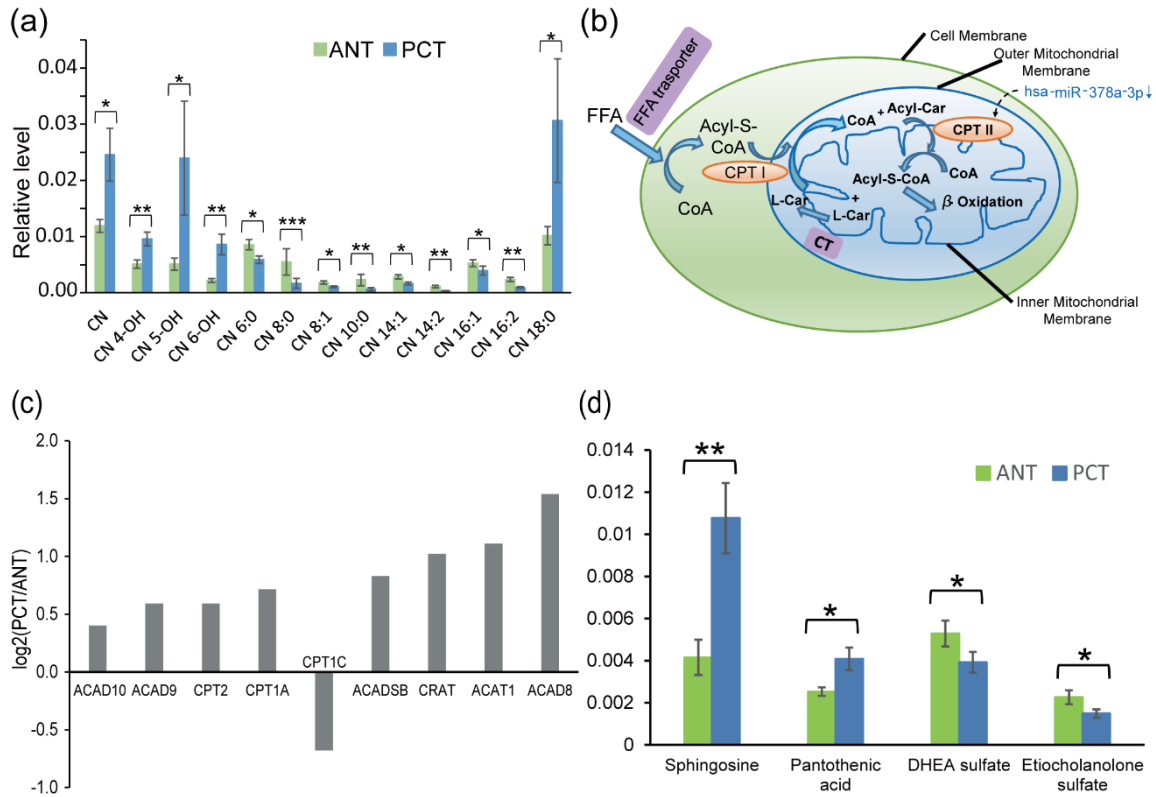 (a)
ANT PCT
Relative level
0.04
0.03
0.02
0.01
0.00
*
**
*
**
*
***
*
**
*
**
*
**
*
CN
CN 4-OH
CN 5-OH
CN 6-OH
CN 6:0
CN 8:0
CN 8:1
CN 10:0
CN 14:1
CN 14:2
CN 16:1
CN 16:2
CN 18:0
(b)
Cell Membrane
Outer Mitochondrial
Membrane
hsa-miR-378a-3p↓
FFA trasporter
FFA
Acyl-S-
CoA
CPT I
CoA
CoA + Acyl-Car
CPT II
Acyl-S-CoA
CoA
β Oxidation
L-Car
+
L-Car
CT
Inner Mitochondrial
Membrane
(c)
log2(PCT/ANT)
2.0
1.5
1.0
0.5
0.0
-0.5
-1.0
ACAD10
ACAD9
CPT2
CPT1A
CPT1C
ACADSB
CRAT
ACAT1
ACAD8
(d)
ANT PCT
0.014
0.012
0.01
0.008
0.006
0.004
0.002
0
**
*
*
*
Sphingosine
Pantothenic
acid
DHEA sulfate
Etiocholanolone
sulfate